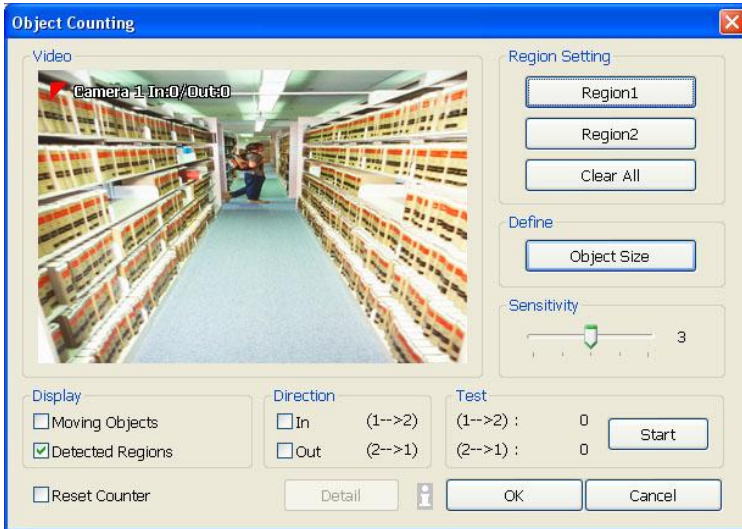 Object Counting
Video
Camera 1 In:0/Out:0
Region Setting
Region1
Region2
Clear All
Define
Object Size
Sensitivity
3
Display
Moving Objects
Detected Regions
Direction
In (1-->2)
Out (2-->1)
Test
(1-->2) : 0
(2-->1) : 0
Start
Reset Counter
Detail
OK
Cancel